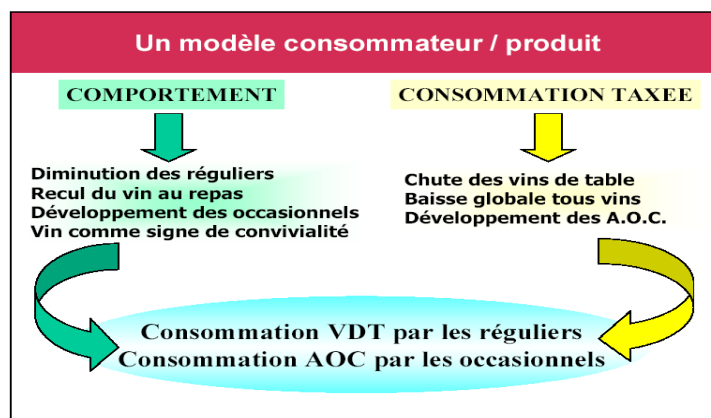 Un modèle consommateur / produit
COMPORTEMENT
Diminution des réguliers
Recul du vin au repas
Développement des occasionnels
Vin comme signe de convivialité
CONSOMMATION TAXEE
Chute des vins de table
Baisse globale tous vins
Développement des A.O.C.
Consommation VDT par les réguliers
Consommation AOC par les occasionnels